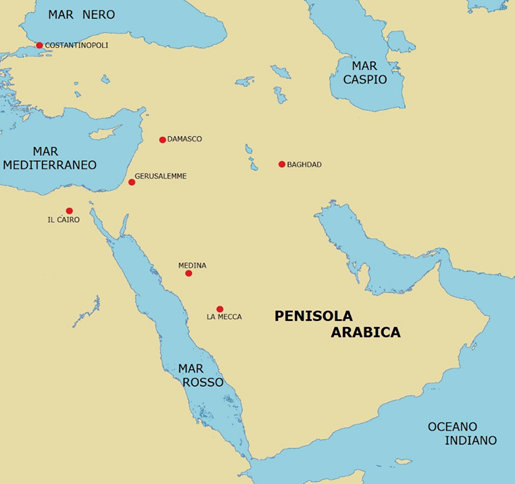 MAR NERO
COSTANTINOPOLI
MAR
CASPIO
MAR
MEDITERRANEO
DAMASCO
BAGHDAD
GERUSALEMME
IL CAIRO
MEDINA
LA MECCA
PENISOLA
ARABICA
MAR
ROSSO
OCEANO
INDIANO